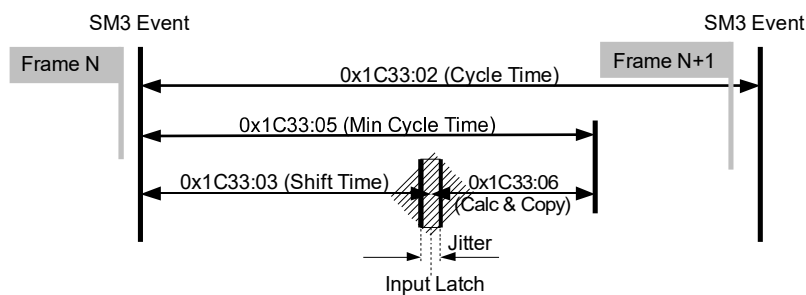 SM3 Event
SM3 Event
Frame N
Frame N+1
0x1C33:02 (Cycle Time)
0x1C33:05 (Min Cycle Time)
0x1C33:03 (Shift Time)
0x1C33:06
(Calc & Copy)
Jitter
Input Latch